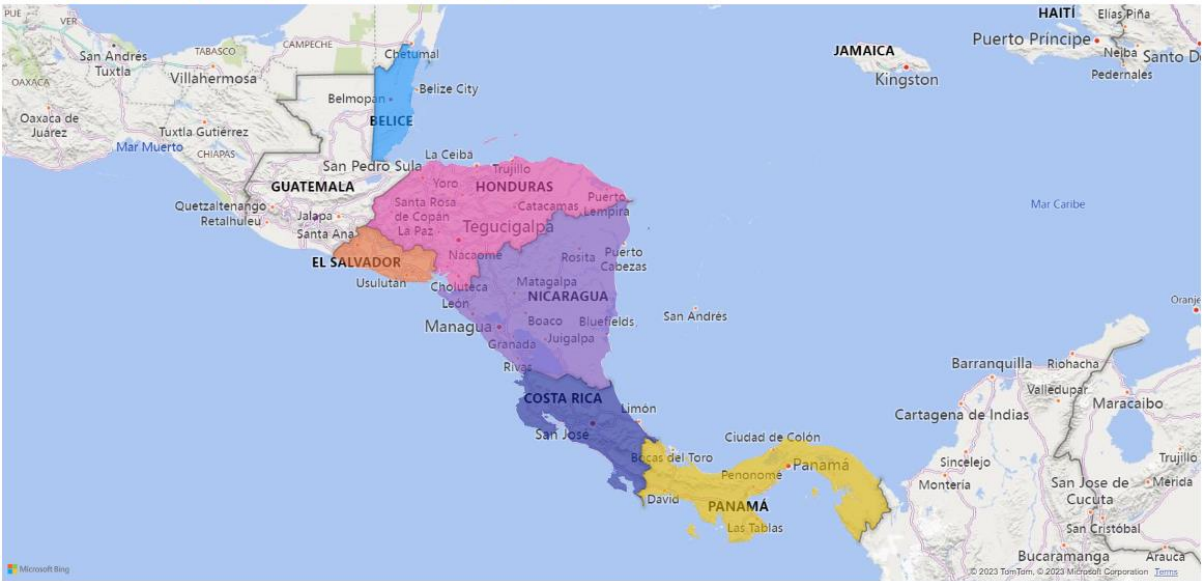 PUE
VER
San Andrés
Tuxtla
TABASCO
CAMPECHE
Chetumal
Villahermosa
OAXACA
Oaxaca de
Juárez
Belmopán
Belize City
BELICE
Tuxtla Gutiérrez
Mar Muerto
CHIAPAS
JAMAICA
Kingston
HAITÍ
Elías Piña
Puerto Príncipe
Neiba
Santo D
Pedernales
San Pedro Sula
La Ceiba
Trujillo
GUATEMALA
Yoro
HONDURAS
Quetzaltenango
Retalhuleu
Jalapa
Santa Rosa
de Copán
Catacamas
Puerto
Lempira
Santa Ana
La Paz
Tegucigalpa
EL SALVADOR
Nacaome
Rosita
Puerto
Cabezas
Usulután
Choluteca
Matagalpa
León
NICARAGUA
Mar Caribe
Managua
Boaco
Bluefields
Juigalpa
San Andrés
Granada
Rivas
Oranje
COSTA RICA
Limón
San José
Barranquilla
Riohacha
Valledupar
Maracaibo
Cartagena de Indias
Bocas del Toro
Ciudad de Colón
Penonomé
Panamá
David
PANAMÁ
Las Tablas
Sincelejo
Montería
San Jose de
Cucuta
Trujillo
Mérida
San Cristóbal
Bucaramanga
Arauca
Microsoft Bing
© 2023 TomTom, © 2023 Microsoft Corporation Terms